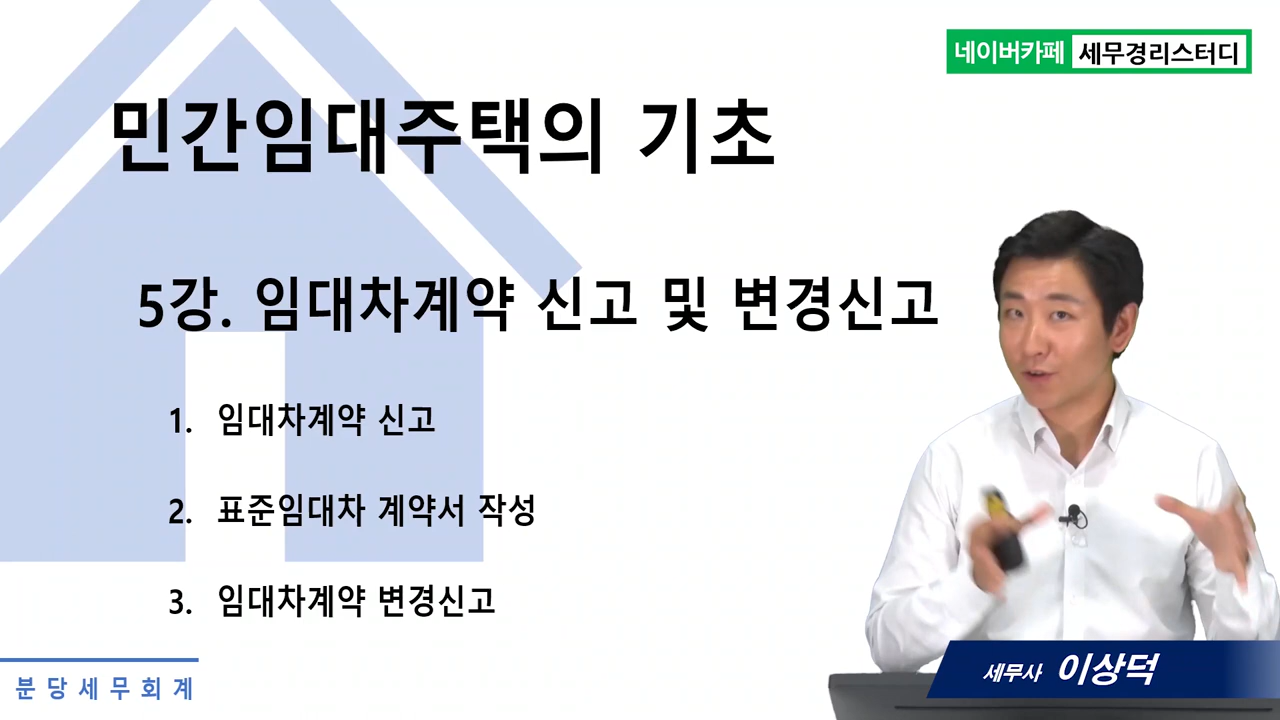 네이버카페 세무경리스터디
민간임대주택의 기초
5강. 임대차계약 신고 및 변경신고
1. 임대차계약 신고
2. 표준임대차 계약서 작성
3. 임대차계약 변경신고
세무사 이상덕
분당세무회계